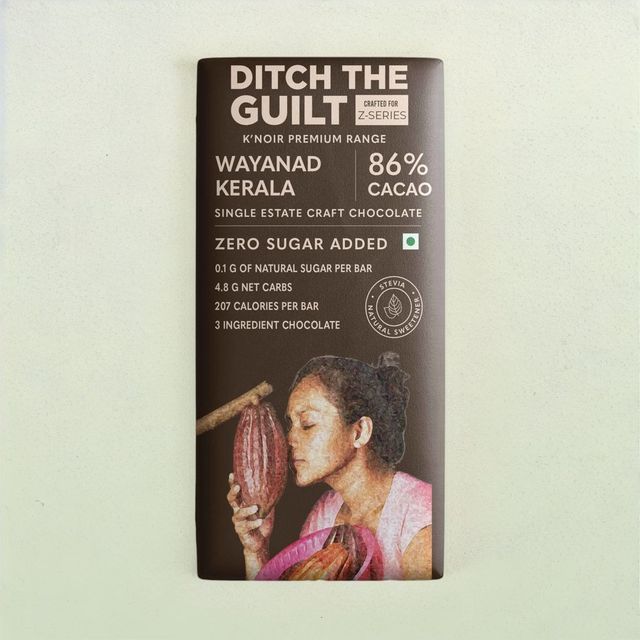 DITCH THE
GUILT
CRAFTED FOR
Z-SERIES
K'NOIR PREMIUM RANGE
WAYANAD
KERALA
86%
CACAO
SINGLE ESTATE CRAFT CHOCOLATE
ZERO SUGAR ADDED
0.1 G OF NATURAL SUGAR PER BAR
4.8 G NET CARBS
207 CALORIES PER BAR
3 INGREDIENT CHOCOLATE
• STEVIA •
NATURAL SWEETENER